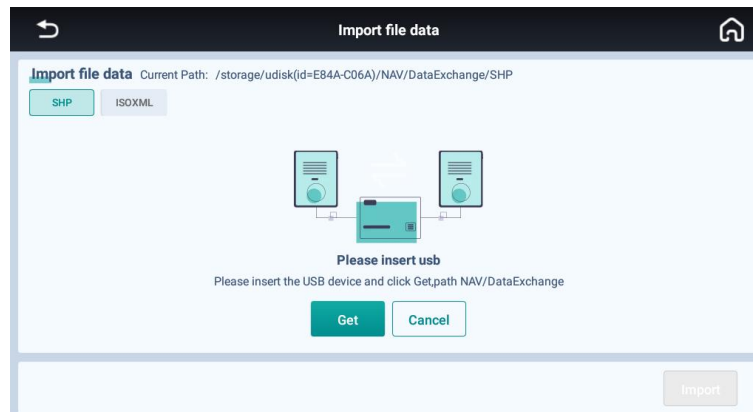 Import file data
Import file data Current Path: /storage/udisk(id=E84A-C06A)/NAV/DataExchange/SHP
SHP ISOXML
Please insert usb
Please insert the USB device and click Get,path NAV/DataExchange
Get Cancel
Import